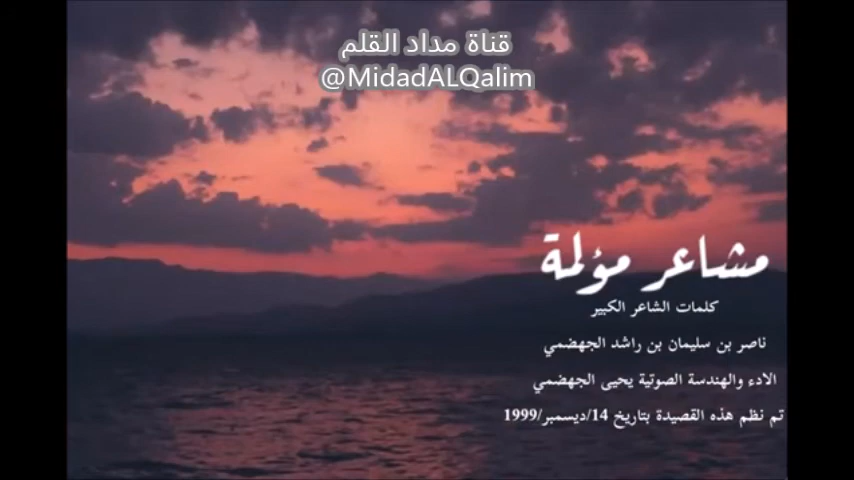 قناة مداد القلم
@MidadALQalim
مشاعر مؤلمة
كلمات الشاعر الكبير
ناصر بن سليمان بن راشد الجهضمي
الادء والهندسة الصوتية يحيى الجهضمي
تم نظم هذه القصيدة بتاريخ 14/ديسمبر/1999